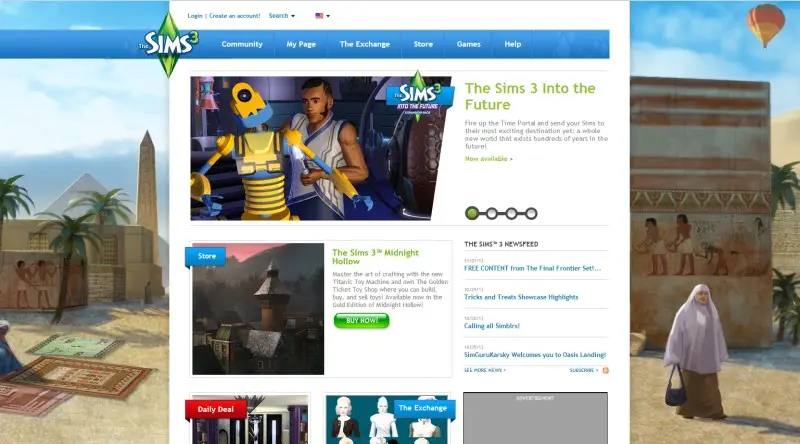 Login | Create an account!
Search
The SIMS 3
Community
My Page
The Exchange
Store
Games
Help
The SIMS 3
INTO THE FUTURE
EXPANSION PACK
The Sims 3 Into the
Future
Fire up the Time Portal and send your Sims to
their most exciting destination yet: a whole
new world that exists hundreds of years in the
future!
Now available >
Store
The Sims 3™ Midnight
Hollow
Master the art of crafting with the new
Titanic Toy Machine and own The Golden
Ticket Toy Shop where you can build,
buy, and sell toys! Available now in the
Gold Edition of Midnight Hollow!
BUY NOW!
THE SIMS™ 3 NEWSFEED
FREE CONTENT from The Final Frontier Set!...
Tricks and Treats Showcase Highlights
Calling all Simblrs!
SimGuruKarsky Welcomes you to Oasis Landing!
SEE MORE NEWS >
SUBSCRIBE >
Daily Deal
The Exchange
ADVERTISEMENT